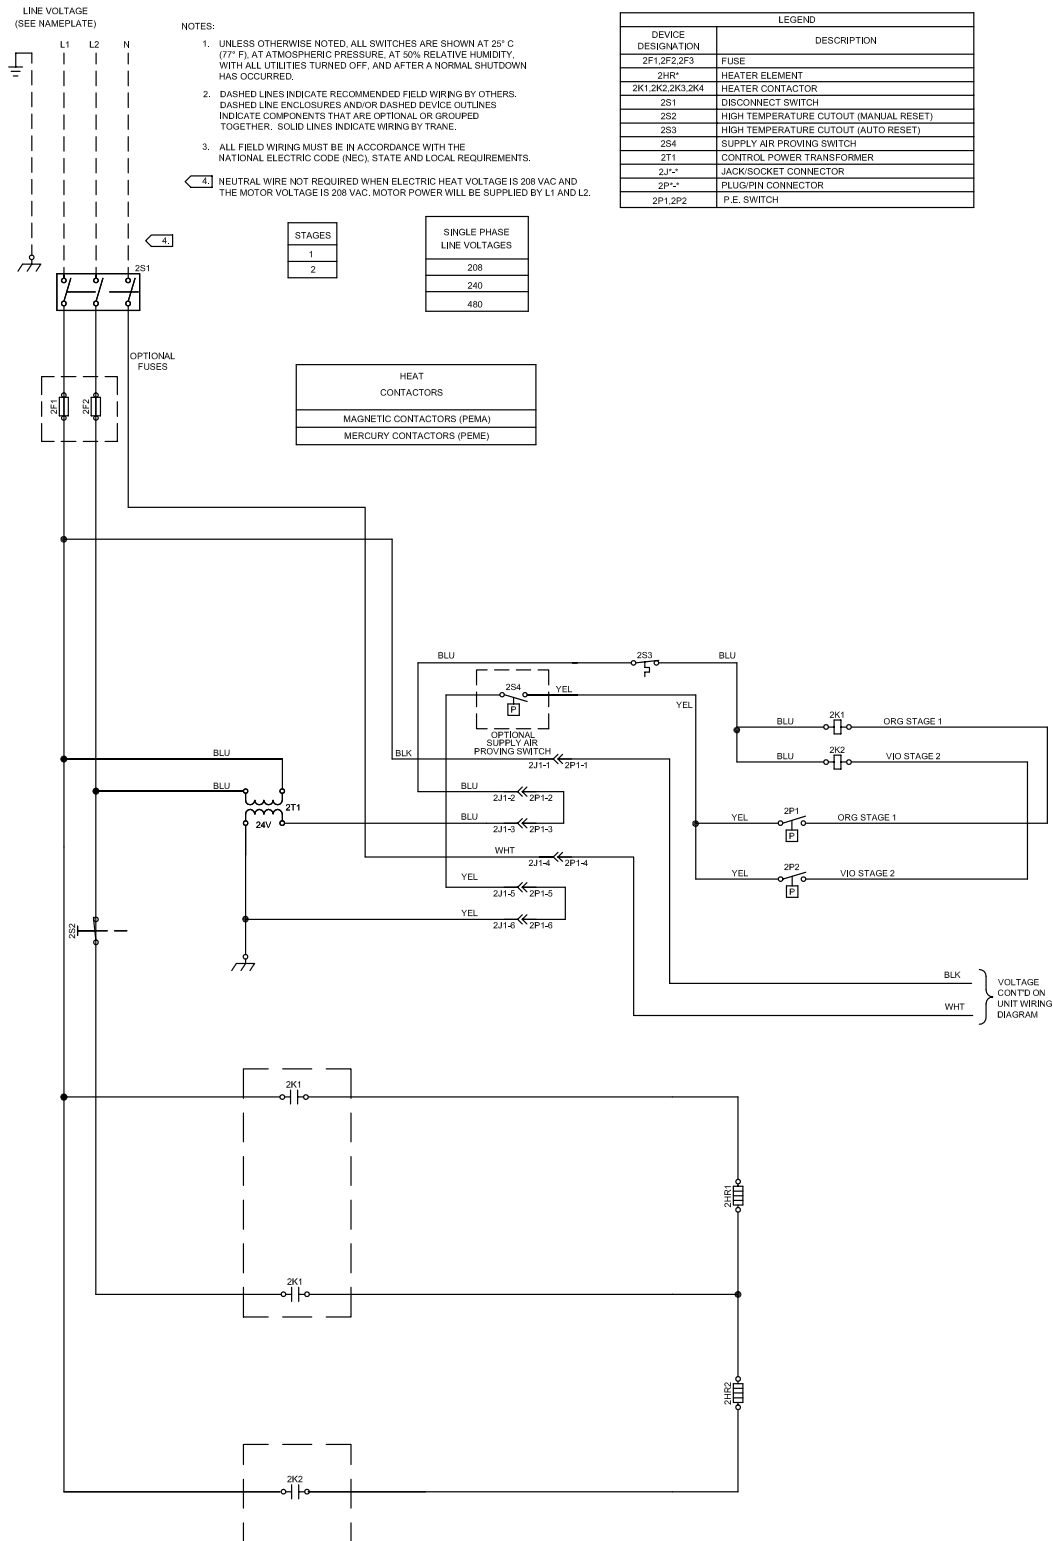 LINE VOLTAGE
(SEE NAMEPLATE)
L1 L2 N
NOTES:
1. UNLESS OTHERWISE NOTED, ALL SWITCHES ARE SHOWN AT 25° C
(77° F), AT ATMOSPHERIC PRESSURE, AT 50% RELATIVE HUMIDITY,
WITH ALL UTILITIES TURNED OFF, AND AFTER A NORMAL SHUTDOWN
HAS OCCURRED.
2. DASHED LINES INDICATE RECOMMENDED FIELD WIRING BY OTHERS.
DASHED LINE ENCLOSURES AND/OR DASHED DEVICE OUTLINES
INDICATE COMPONENTS THAT ARE OPTIONAL OR GROUPED
TOGETHER. SOLID LINES INDICATE WIRING BY TRANE.
3. ALL FIELD WIRING MUST BE IN ACCORDANCE WITH THE
NATIONAL ELECTRIC CODE (NEC), STATE AND LOCAL REQUIREMENTS.
4. NEUTRAL WIRE NOT REQUIRED WHEN ELECTRIC HEAT VOLTAGE IS 208 VAC AND
THE MOTOR VOLTAGE IS 208 VAC. MOTOR POWER WILL BE SUPPLIED BY L1 AND L2.
LEGEND
DEVICE
DESIGNATION
DESCRIPTION
2F1,2F2,2F3 FUSE
2HR* HEATER ELEMENT
2K1,2K2,2K3,2K4 HEATER CONTACTOR
2S1 DISCONNECT SWITCH
2S2 HIGH TEMPERATURE CUTOUT (MANUAL RESET)
2S3 HIGH TEMPERATURE CUTOUT (AUTO RESET)
2S4 SUPPLY AIR PROVING SWITCH
2T1 CONTROL POWER TRANSFORMER
2J*-* JACK/SOCKET CONNECTOR
2P*-* PLUG/PIN CONNECTOR
2P1,2P2 P.E. SWITCH
4.
2S1
STAGES
1
2
SINGLE PHASE
LINE VOLTAGES
208
240
480
OPTIONAL
FUSES
2F1
2F2
HEAT
CONTACTORS
MAGNETIC CONTACTORS (PEMA)
MERCURY CONTACTORS (PEME)
BLU
2S3
BLU
2S4
YEL
YEL
OPTIONAL
SUPPLY AIR
PROVING SWITCH
P
BLU 2K1 ORG STAGE 1
BLU 2K2 VIO STAGE 2
BLU
BLK
2J1-1 2P1-1
BLU
2T1
24V
2J1-2 2P1-2
BLU
2J1-3 2P1-3
WHT
2J1-4 2P1-4
YEL
2J1-5 2P1-5
YEL
2J1-6 2P1-6
YEL 2P1 ORG STAGE 1
P
YEL 2P2 VIO STAGE 2
P
2S2
BLK
WHT
VOLTAGE
CONT'D ON
UNIT WIRING
DIAGRAM
2K1
2HR1
2K1
2HR2
2K2